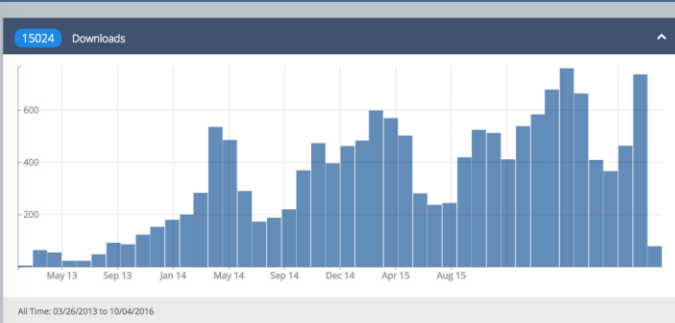 15024 Downloads
600
400
200
May 13 Sep 13 Jan 14 May 14 Sep 14 Dec 14 Apr 15 Aug 15
All Time: 03/26/2013 to 10/04/2016